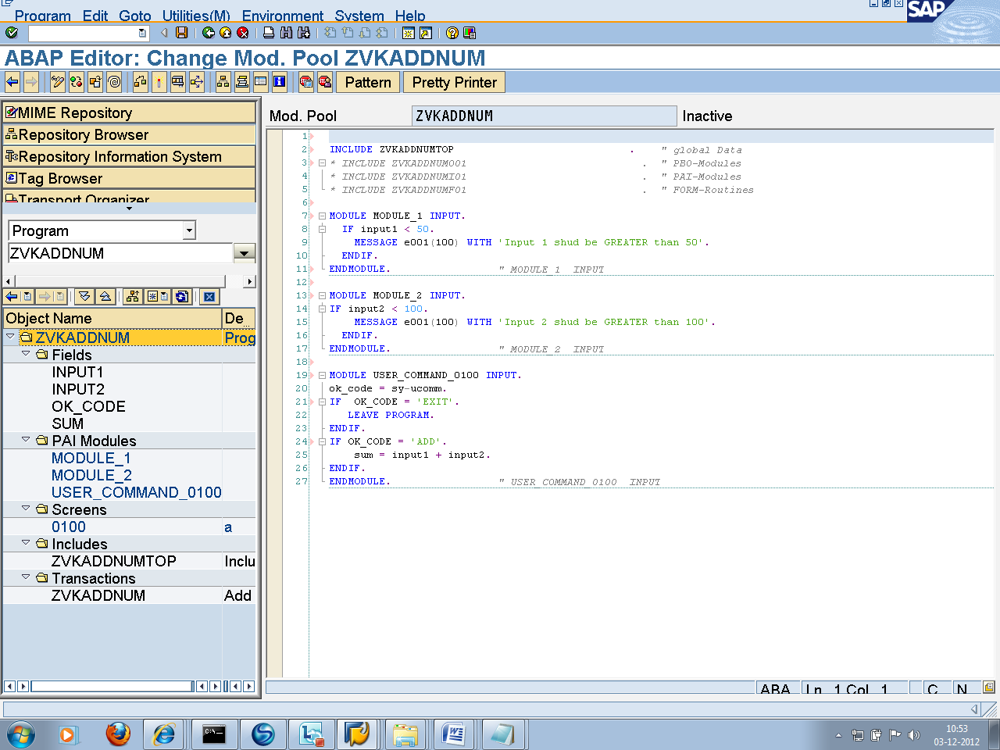 Program Edit Goto Utilities(M) Environment System Help
SAP
ABAP Editor: Change Mod. Pool ZVKADDNUM
Pattern Pretty Printer
MIME Repository
Repository Browser
Repository Information System
Tag Browser
Transport Organizer
Program
ZVKADDNUM
Object Name De...
ZVKADDNUM Prog
Fields
INPUT1
INPUT2
OK_CODE
SUM
PAI Modules
MODULE_1
MODULE_2
USER_COMMAND_0100
Screens
0100 a
Includes
ZVKADDNUMTOP Inclu
Transactions
ZVKADDNUM Add
Mod. Pool ZVKADDNUM Inactive
1
2 INCLUDE ZVKADDNUMTOP . " global Data
3 * INCLUDE ZVKADDNUMO01 . " PBO-Modules
4 * INCLUDE ZVKADDNUMI01 . " PAI-Modules
5 * INCLUDE ZVKADDNUMF01 . " FORM-Routines
6
7 MODULE MODULE_1 INPUT.
8 IF input1 < 50.
9 MESSAGE e001(100) WITH 'Input 1 shud be GREATER than 50'.
10 ENDIF.
11 ENDMODULE. " MODULE_1 INPUT
12
13 MODULE MODULE_2 INPUT.
14 IF input2 < 100.
15 MESSAGE e001(100) WITH 'Input 2 shud be GREATER than 100'.
16 ENDIF.
17 ENDMODULE. " MODULE_2 INPUT
18
19 MODULE USER_COMMAND_0100 INPUT.
20 ok_code = sy-ucomm.
21 IF OK_CODE = 'EXIT'.
22 LEAVE PROGRAM.
23 ENDIF.
24 IF OK_CODE = 'ADD'.
25 sum = input1 + input2.
26 ENDIF.
27 ENDMODULE. " USER_COMMAND_0100 INPUT
ABA Ln 1 Col 1 C N
10:53
03-12-2012